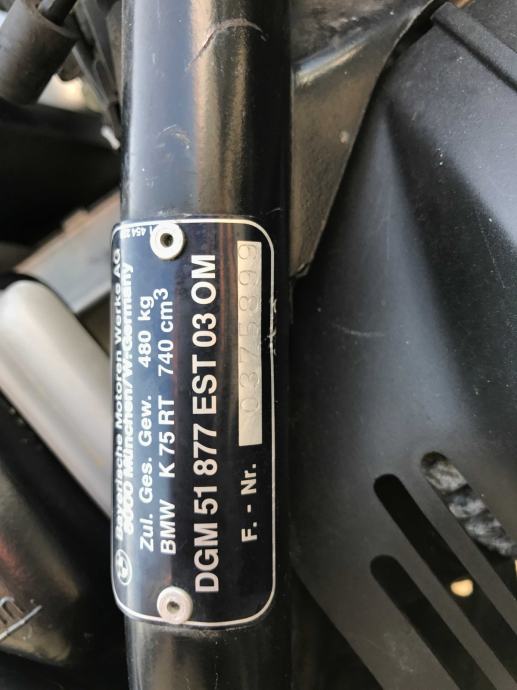 Bayerische Motoren Werke AG
8000 München/W.Germany
Zul. Ges. Gew. 480 kg
BMW K 75 RT 740 cm3
DGM 51 877 EST 03 OM
F. - Nr. 0375899